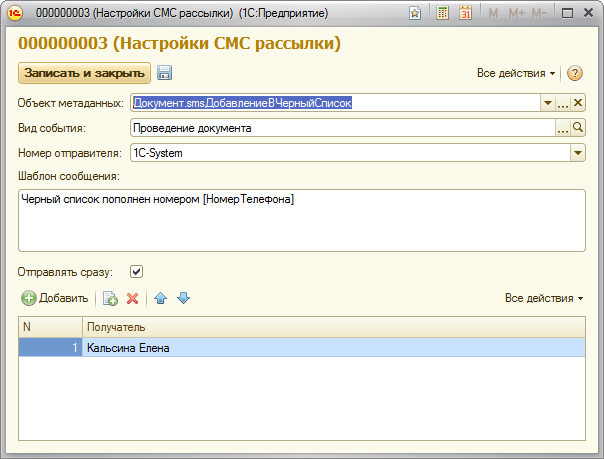 000000003 (Настройки СМС рассылки) (1С:Предприятие)
M M+ M-
000000003 (Настройки СМС рассылки)
Записать и закрыть
Все действия
Объект метаданных: Документ.smsДобавлениеВЧерныйСписок
Вид события: Проведение документа
Номер отправителя: 1C-System
Шаблон сообщения:
Черный список пополнен номером [НомерТелефона]
Отправлять сразу:
Добавить
Все действия
N Получатель
1 Кальсина Елена